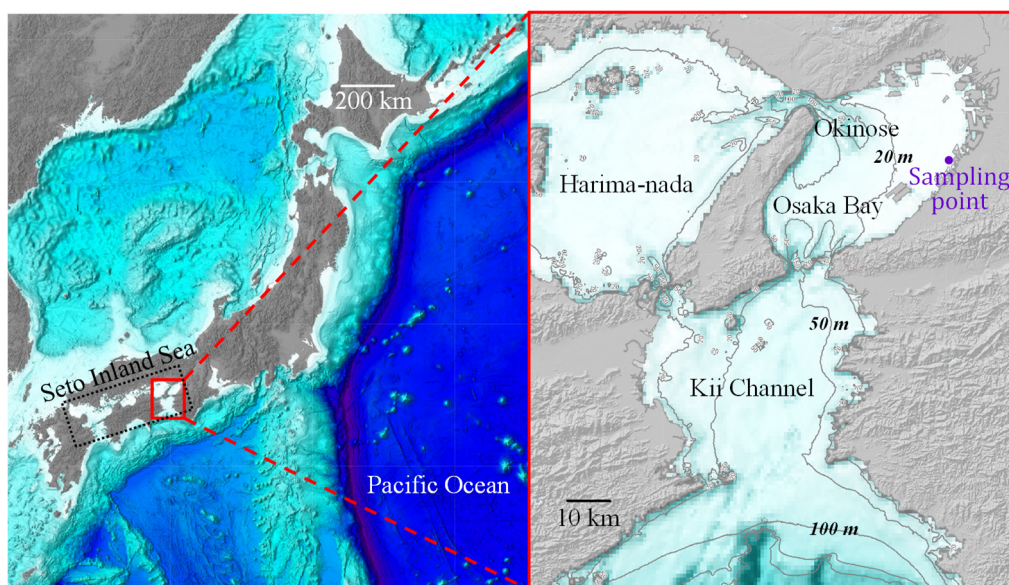 200 km
Seto Inland Sea
Pacific Ocean
Okinose
20 m
Harima-nada
Sampling
point
Osaka Bay
50 m
Kii Channel
10 km
100 m